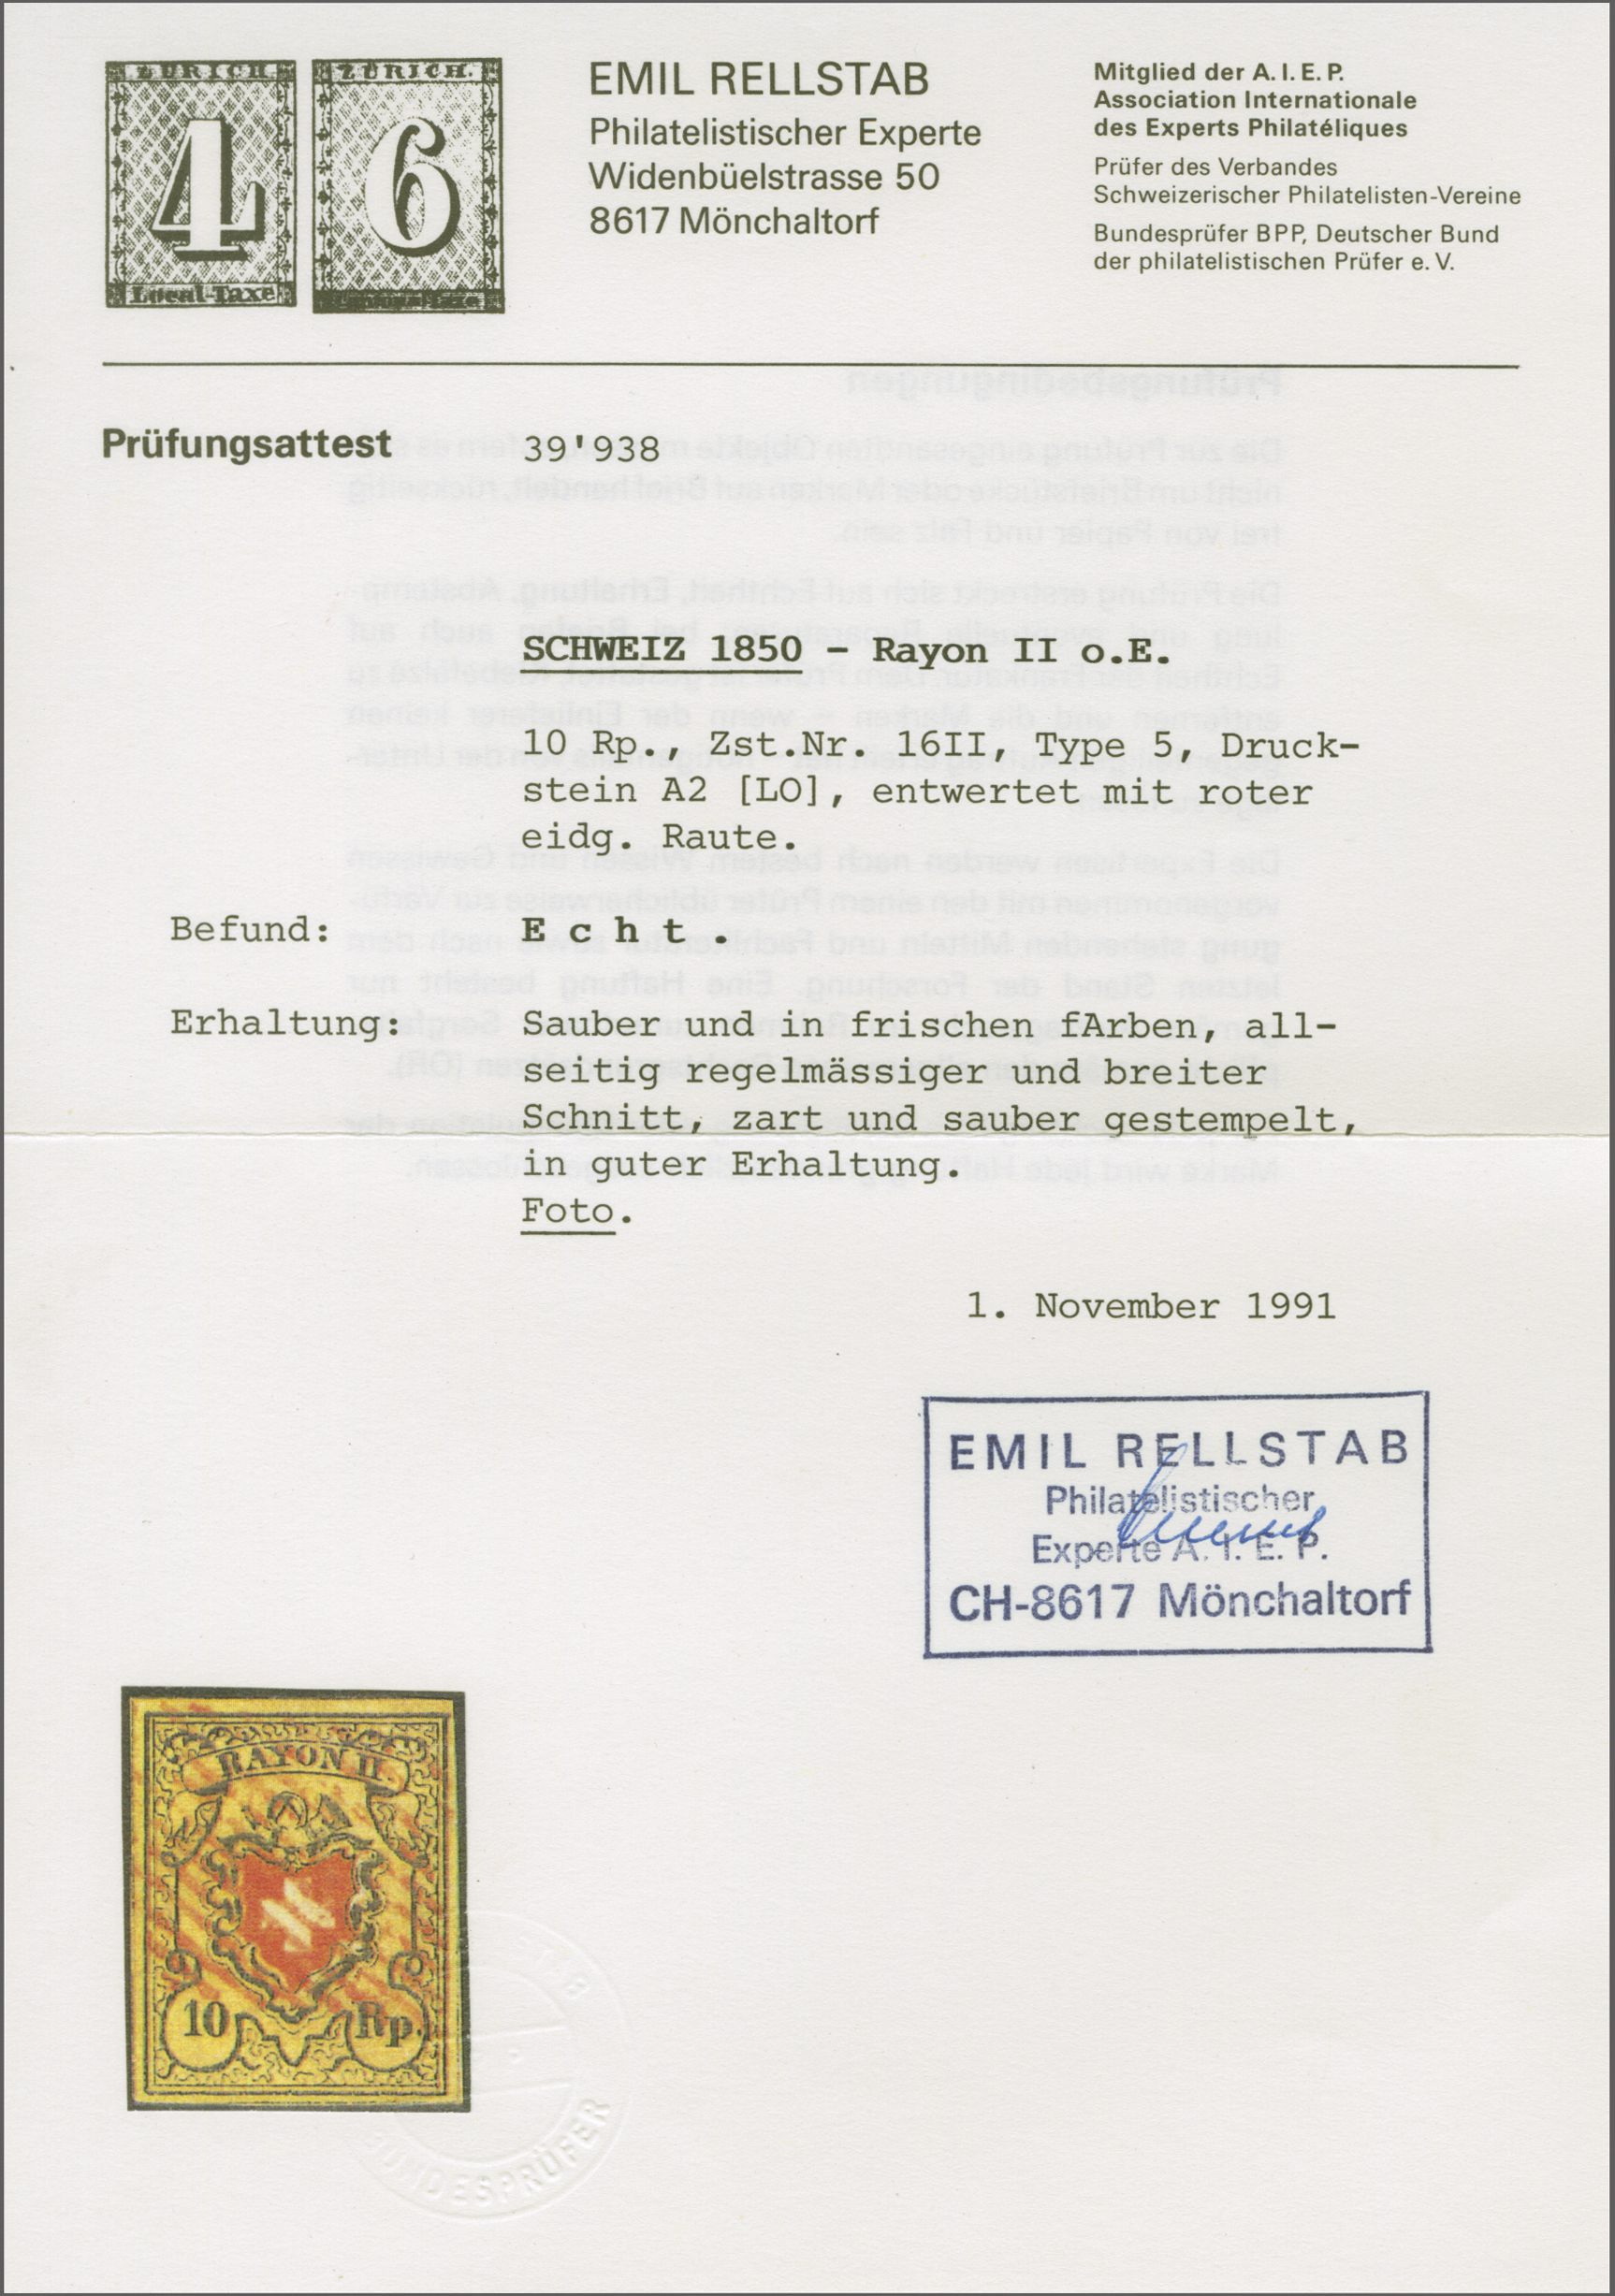 ZÜRICH.
4
Local-Taxe
ZÜRICH.
6
EMIL RELLSTAB
Philatelistischer Experte
Widenbüelstrasse 50
8617 Mönchaltorf
Mitglied der A.I.E.P.
Association Internationale
des Experts Philatéliques
Prüfer des Verbandes
Schweizerischer Philatelisten-Vereine
Bundesprüfer BPP, Deutscher Bund
der philatelistischen Prüfer e.V.
Prüfungsattest 39'938
SCHWEIZ 1850 - Rayon II o.E.
10 Rp., Zst.Nr. 16II, Type 5, Druck-
stein A2 [LO], entwertet mit roter
eidg. Raute.
Befund: E c h t .
Erhaltung: Sauber und in frischen fArben, all-
seitig regelmässiger und breiter
Schnitt, zart und sauber gestempelt,
in guter Erhaltung.
Foto.
1. November 1991
EMIL RELLSTAB
Philatelistischer
Experte A. I. E. P.
CH-8617 Mönchaltorf
RAYON II.
10 Rp.
BUNDESPRÜFER